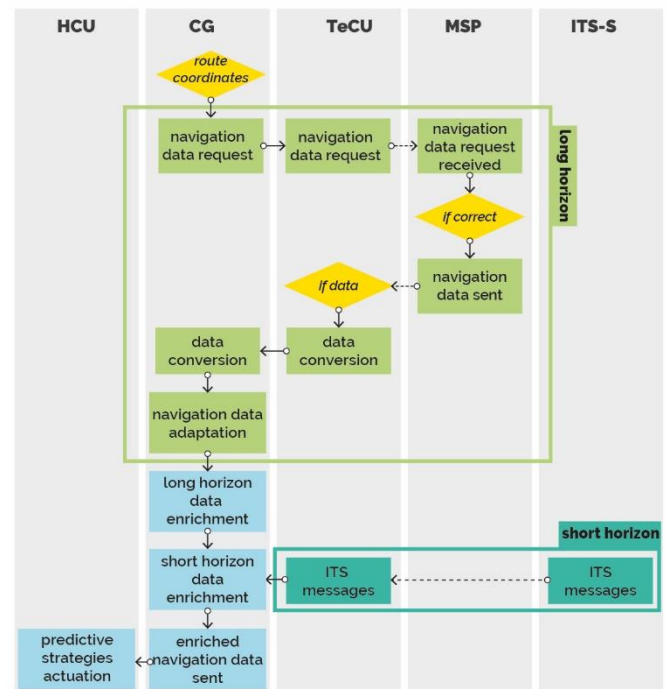 HCU
CG
TeCU
MSP
ITS-S
route
coordinates
navigation
data request
navigation
data request
navigation
data request
received
long horizon
if correct
navigation
data sent
if data
data
conversion
data
conversion
navigation data
adaptation
long horizon
data
enrichment
short horizon
short horizon
data
enrichment
ITS
messages
ITS
messages
enriched
navigation data
sent
predictive
strategies
actuation